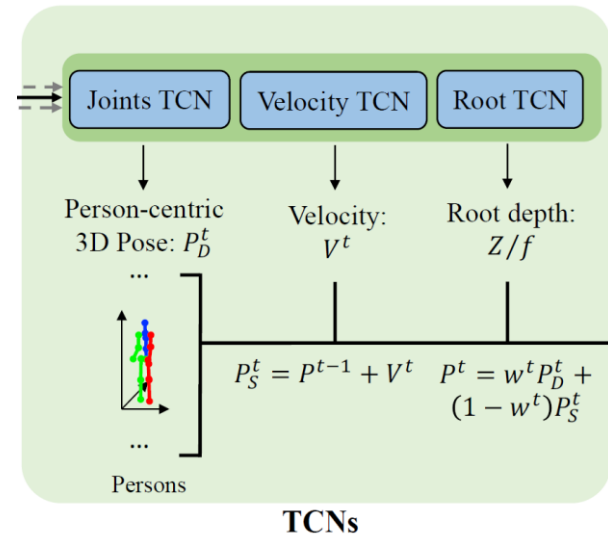 Joints TCN Velocity TCN Root TCN
Person-centric
3D Pose: $P_D^t$
Velocity:
$V^t$
Root depth:
$Z/f$
...
$P_S^t = P^{t-1} + V^t$
$P^t = w^t P_D^t +$
$(1 - w^t)P_S^t$
...
Persons
TCNs